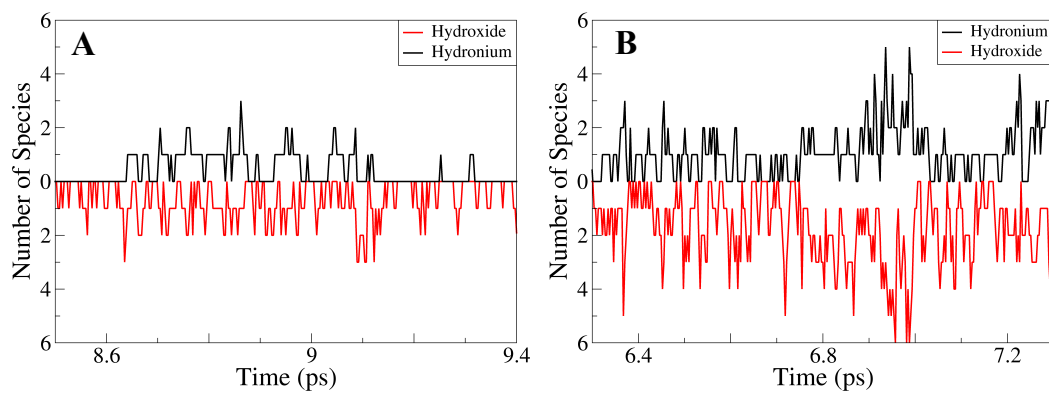 A
Hydroxide
Hydronium
Number of Species
6
4
2
0
2
4
6
8.6
9
9.4
Time (ps)
B
Hydronium
Hydroxide
Number of Species
6
4
2
0
2
4
6
6.4
6.8
7.2
Time (ps)